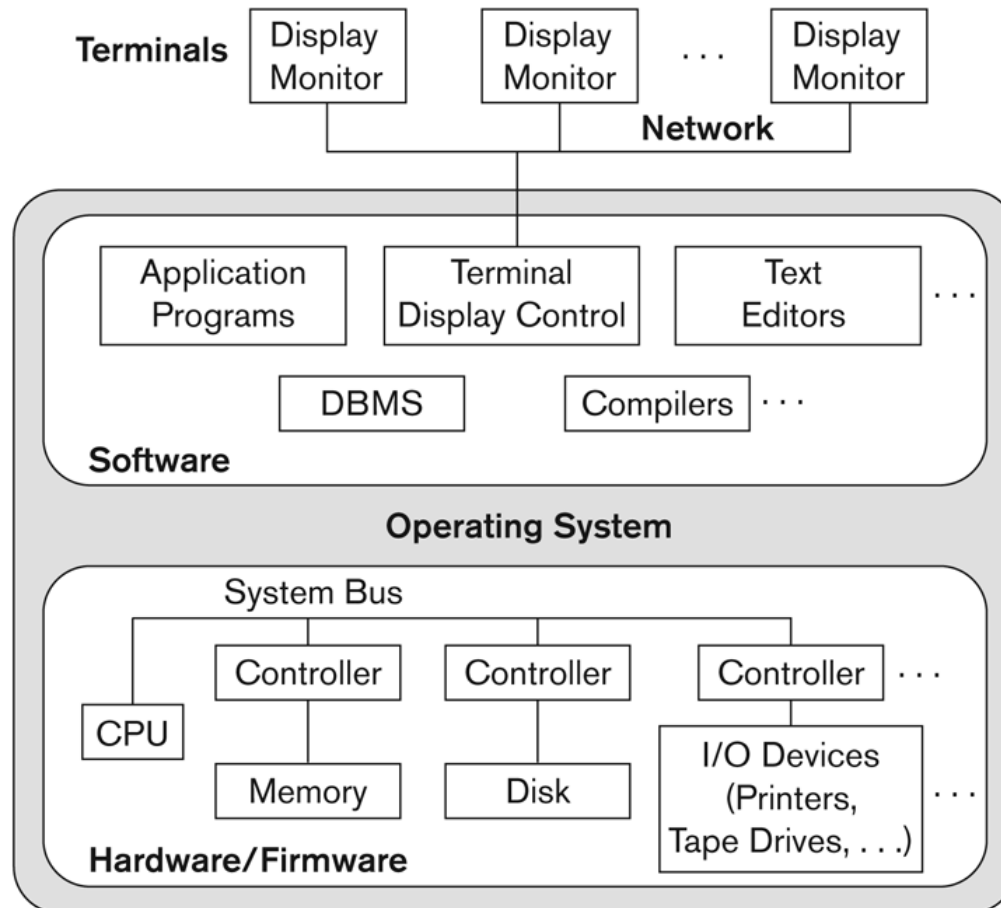 Terminals
Display
Monitor
Display
Monitor
. . .
Display
Monitor
Network
Application
Programs
Terminal
Display Control
Text
Editors
. . .
DBMS
Compilers
. . .
Software
Operating System
System Bus
Controller
Controller
Controller
. . .
CPU
Memory
Disk
I/O Devices
(Printers,
Tape Drives, . . .)
. . .
Hardware/Firmware